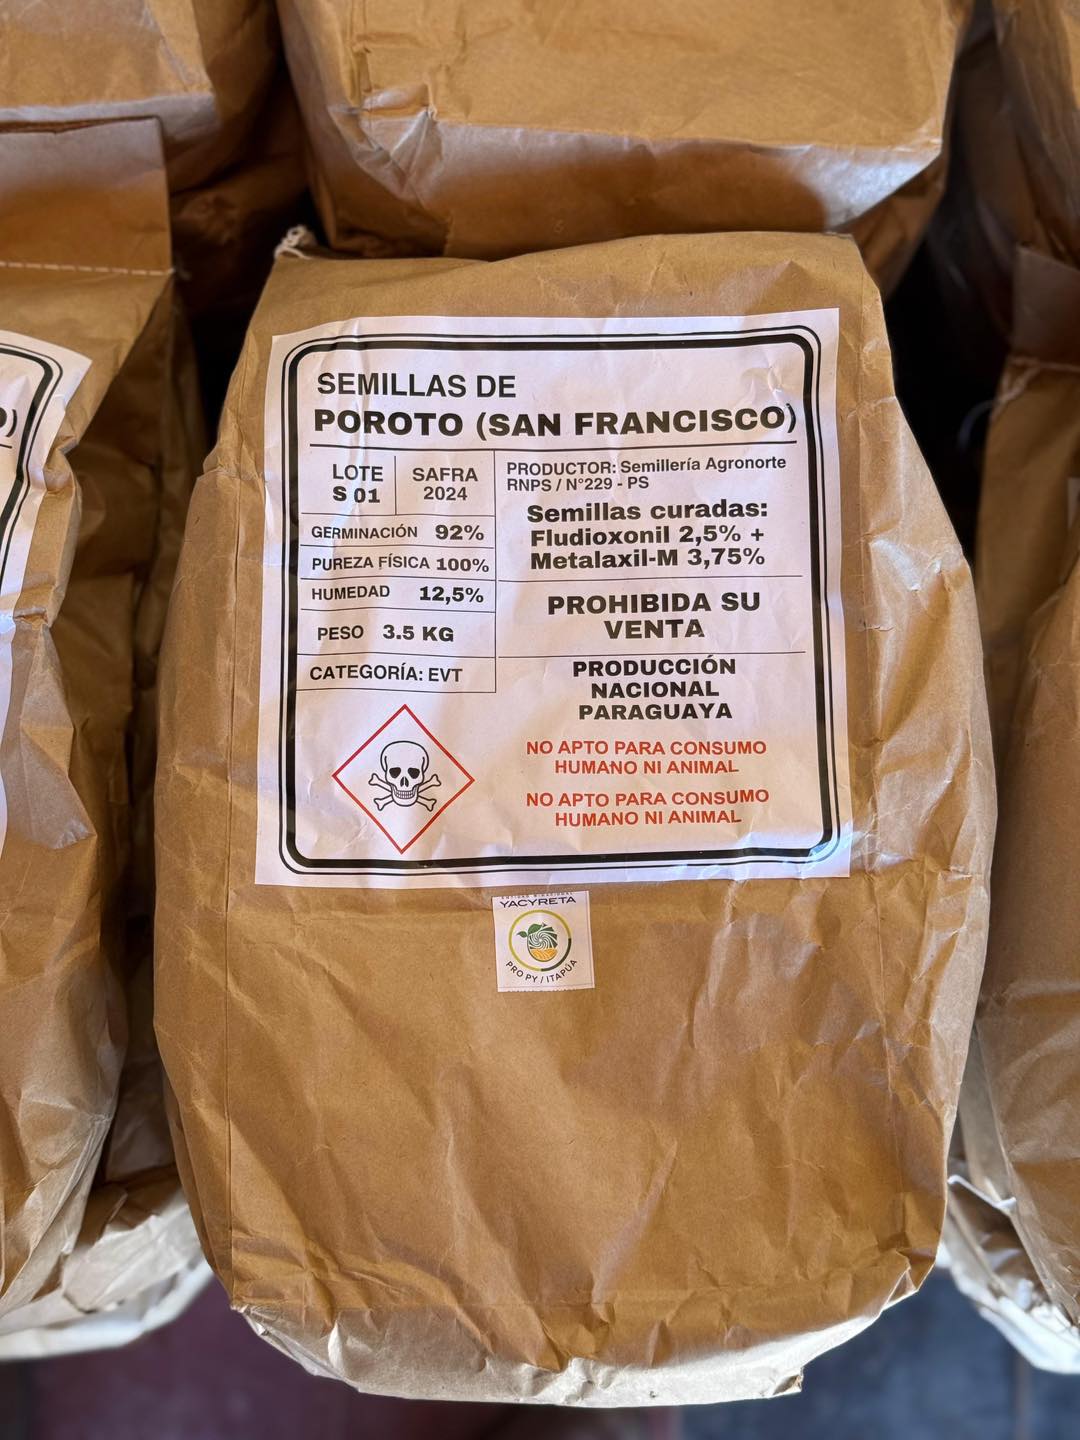 SEMILLAS DE
POROTO (SAN FRANCISCO)
LOTE
S 01
SAFRA
2024
GERMINACIÓN 92%
PUREZA FÍSICA 100%
HUMEDAD 12,5%
PESO 3.5 KG
CATEGORÍA: EVT
PRODUCTOR: Semillería Agronorte
RNPS / N°229 - PS
Semillas curadas:
Fludioxonil 2,5% +
Metalaxil-M 3,75%
PROHIBIDA SU
VENTA
PRODUCCIÓN
NACIONAL
PARAGUAYA
NO APTO PARA CONSUMO
HUMANO NI ANIMAL
NO APTO PARA CONSUMO
HUMANO NI ANIMAL
YACYRETA
PRO PY / ITAPÚA